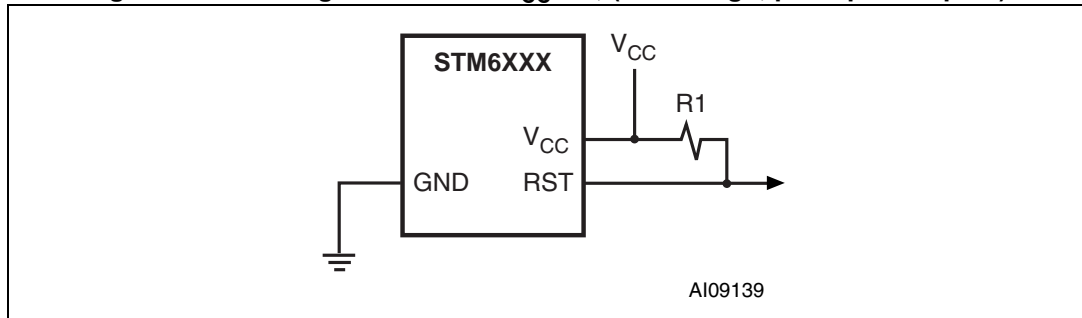 STM6XXX
VCC
R1
VCC
GND
RST
AI09139